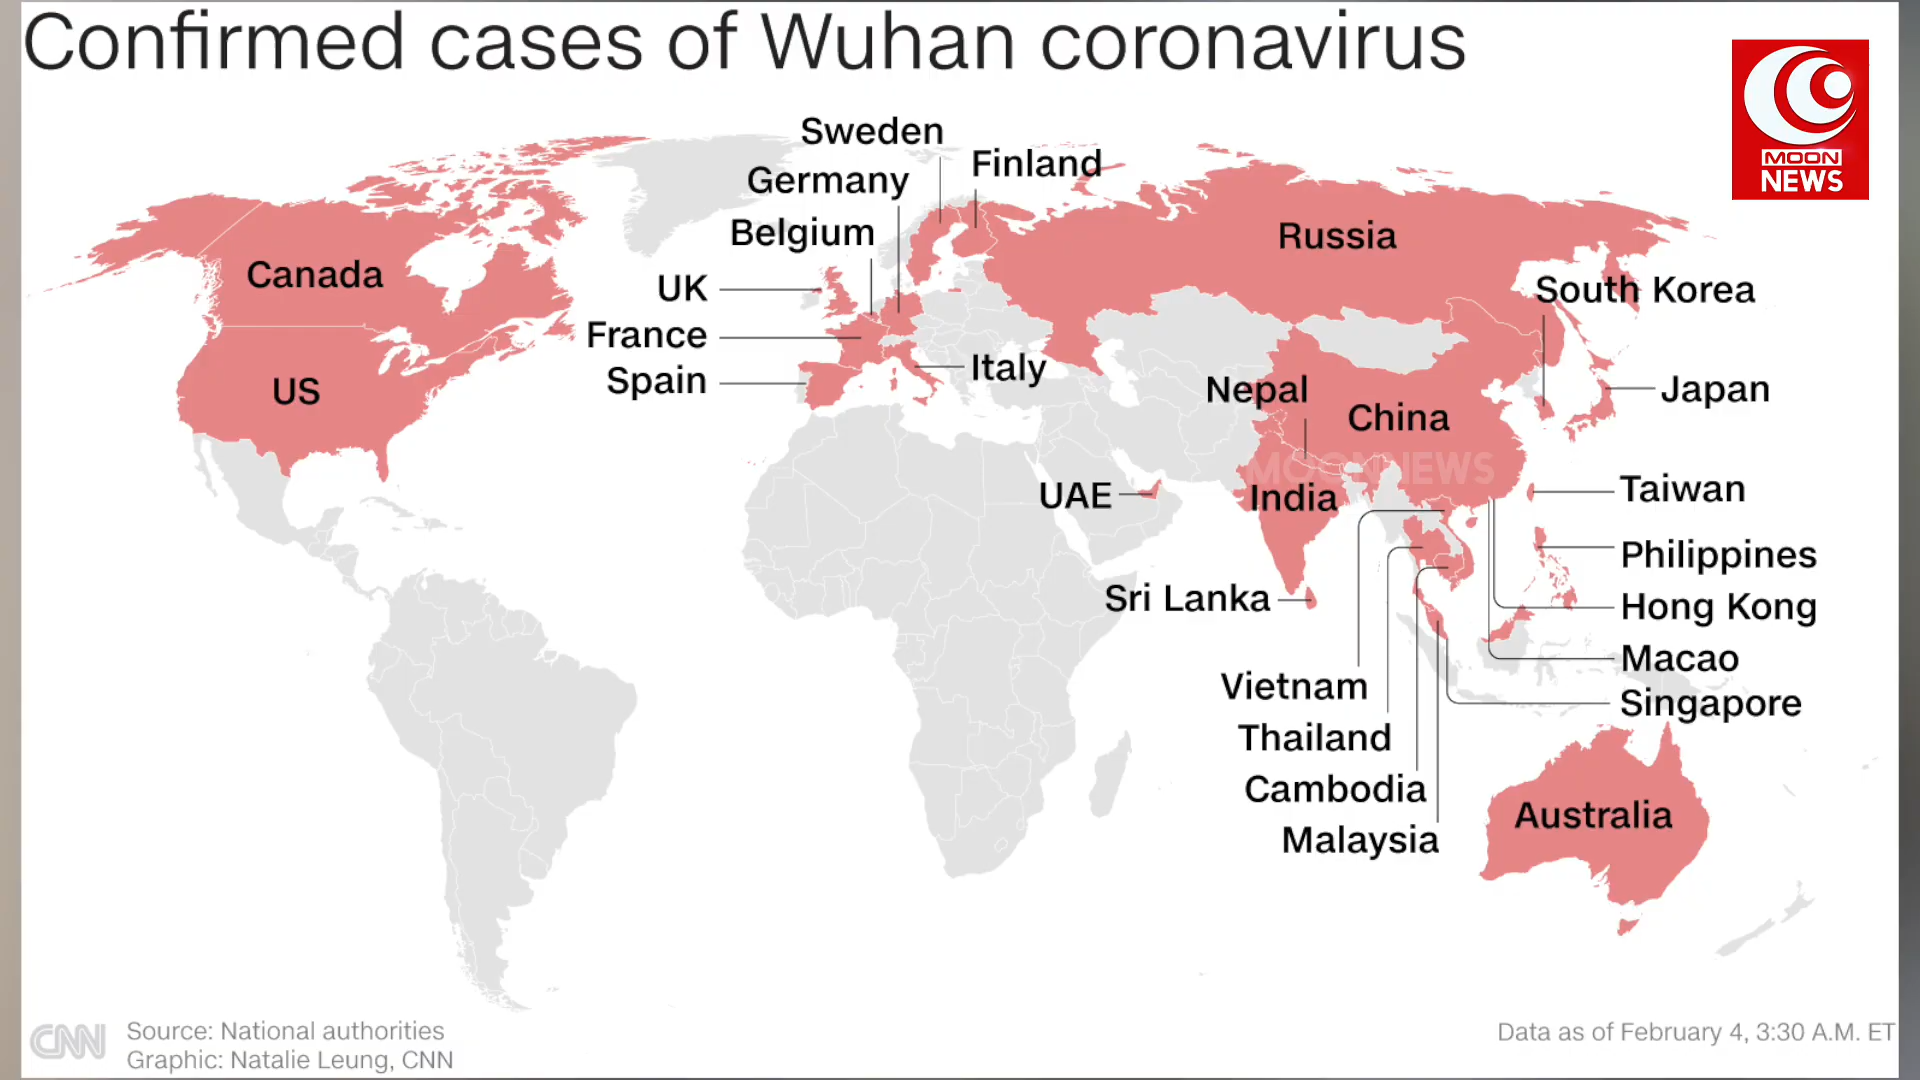 Confirmed cases of Wuhan coronavirus
MOON
NEWS
Sweden
Finland
Germany
Belgium
Russia
Canada
UK
South Korea
France
Italy
Spain
US
Nepal
Japan
China
MOON NEWS
UAE
India
Taiwan
Philippines
Sri Lanka
Hong Kong
Macao
Vietnam
Singapore
Thailand
Cambodia
Australia
Malaysia
CNN
Source: National authorities
Graphic: Natalie Leung, CNN
Data as of February 4, 3:30 A.M. ET